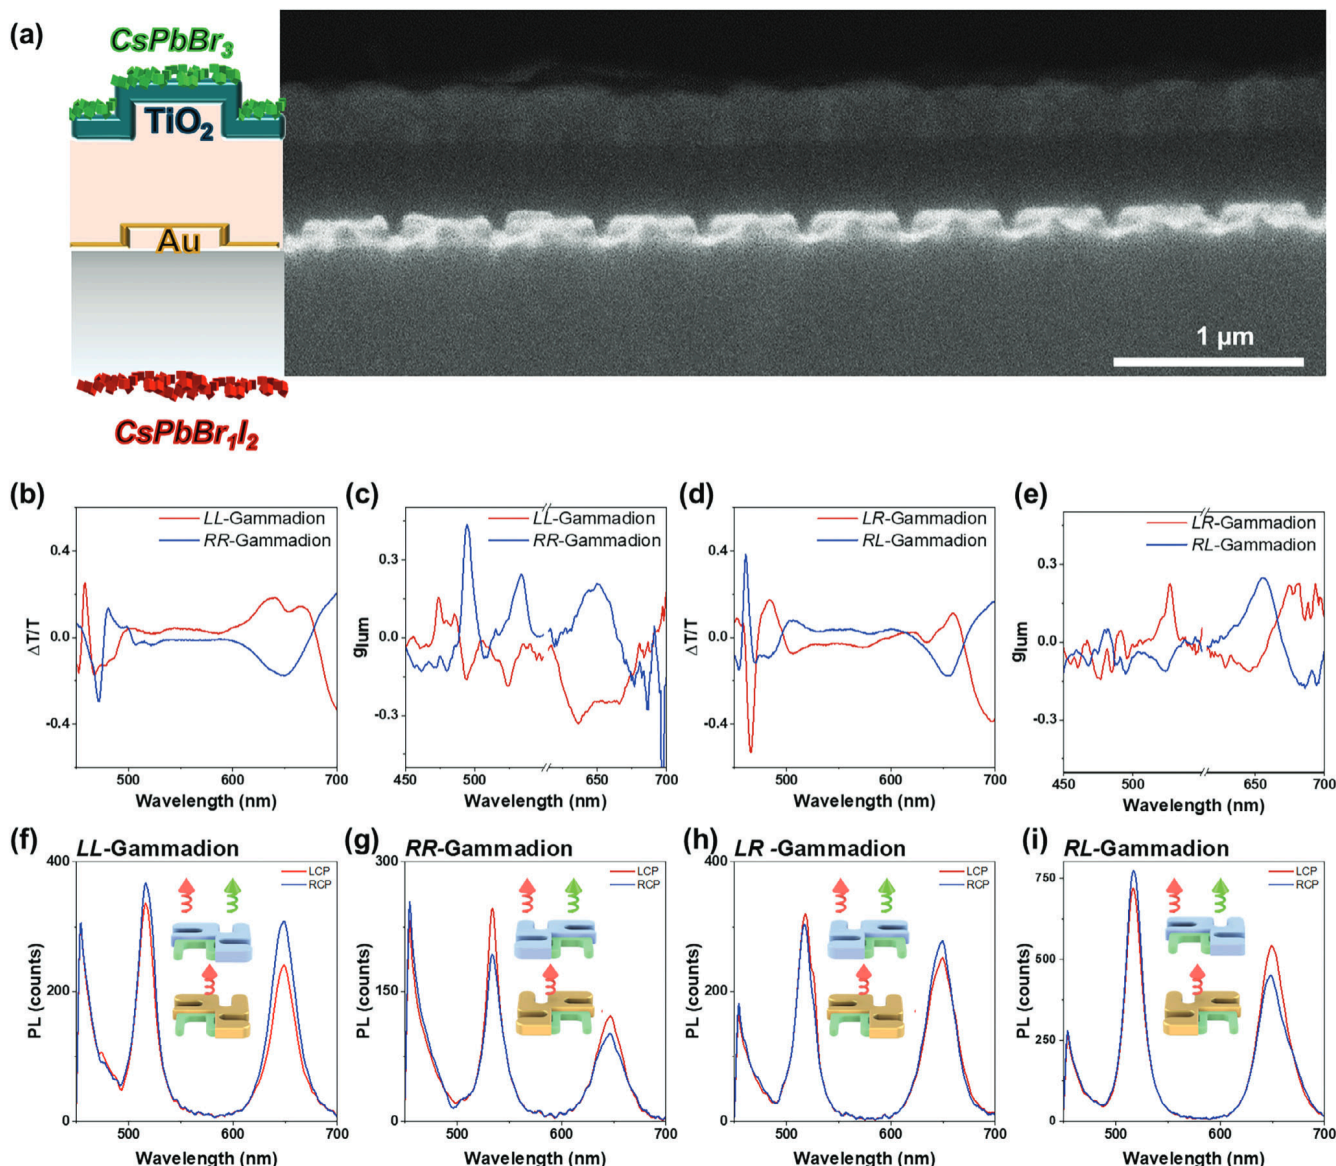 (a)
CsPbBr3
TiO2
Au
CsPbBr1I2
1 µm
(b)
LL-Gammadion
RR-Gammadion
ΔT/T
0.4
0.0
-0.4
500
600
700
Wavelength (nm)
(c)
LL-Gammadion
RR-Gammadion
glum
0.3
0.0
-0.3
450
500
650
700
Wavelength (nm)
(d)
LR-Gammadion
RL-Gammadion
ΔT/T
0.4
0.0
-0.4
500
600
700
Wavelength (nm)
(e)
LR-Gammadion
RL-Gammadion
glum
0.3
0.0
-0.3
450
500
650
700
Wavelength (nm)
(f)
LL-Gammadion
LCP
RCP
PL (counts)
400
200
0
500
600
700
Wavelength (nm)
(g)
RR-Gammadion
LCP
RCP
PL (counts)
300
150
0
500
600
700
Wavelength (nm)
(h)
LR -Gammadion
LCP
RCP
PL (counts)
400
200
0
500
600
700
Wavelength (nm)
(i)
RL-Gammadion
LCP
RCP
PL (counts)
750
500
250
0
500
600
700
Wavelength (nm)